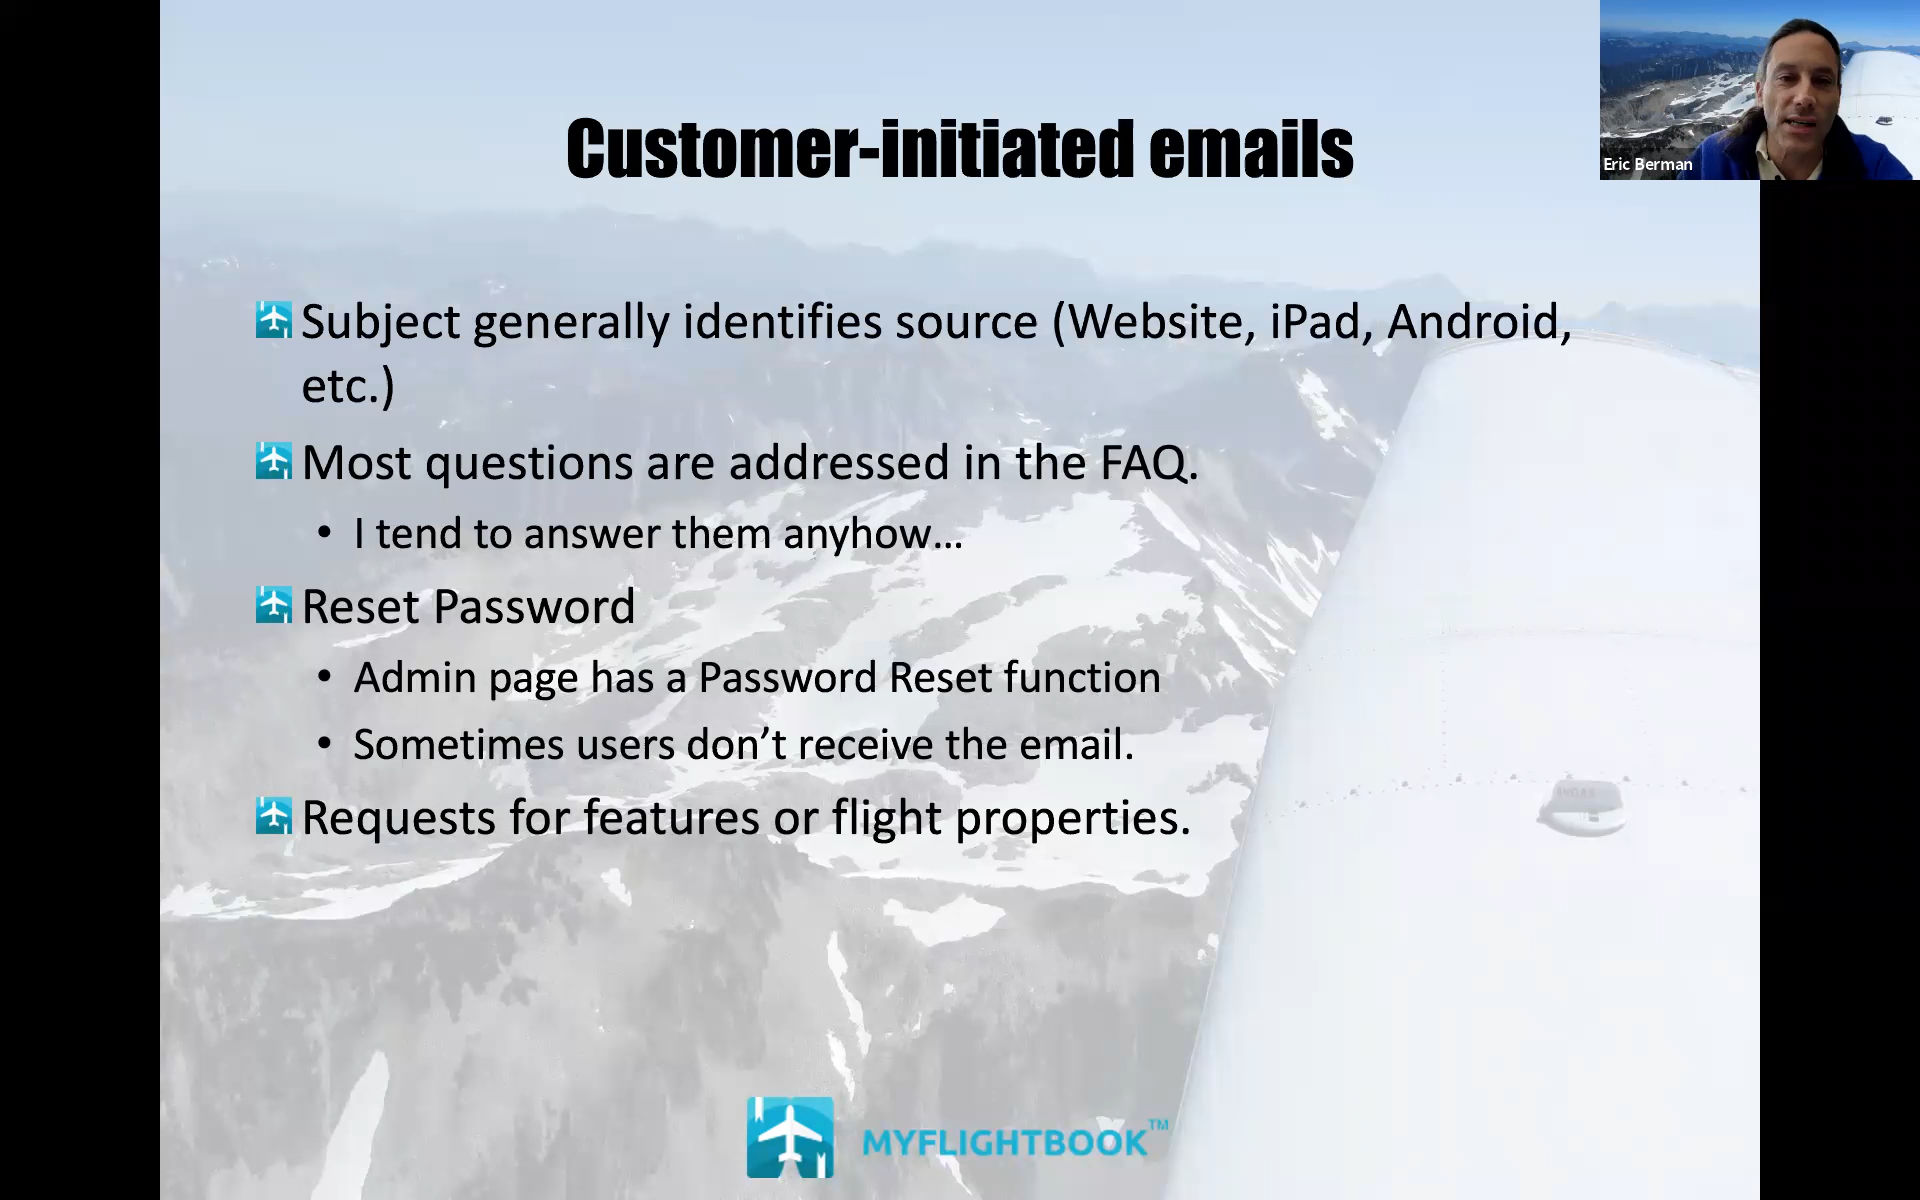 Customer-initiated emails
Eric Berman
Subject generally identifies source (Website, iPad, Android,
etc.)
Most questions are addressed in the FAQ.
• I tend to answer them anyhow…
Reset Password
• Admin page has a Password Reset function
• Sometimes users don’t receive the email.
Requests for features or flight properties.
MYFLIGHTBOOK™